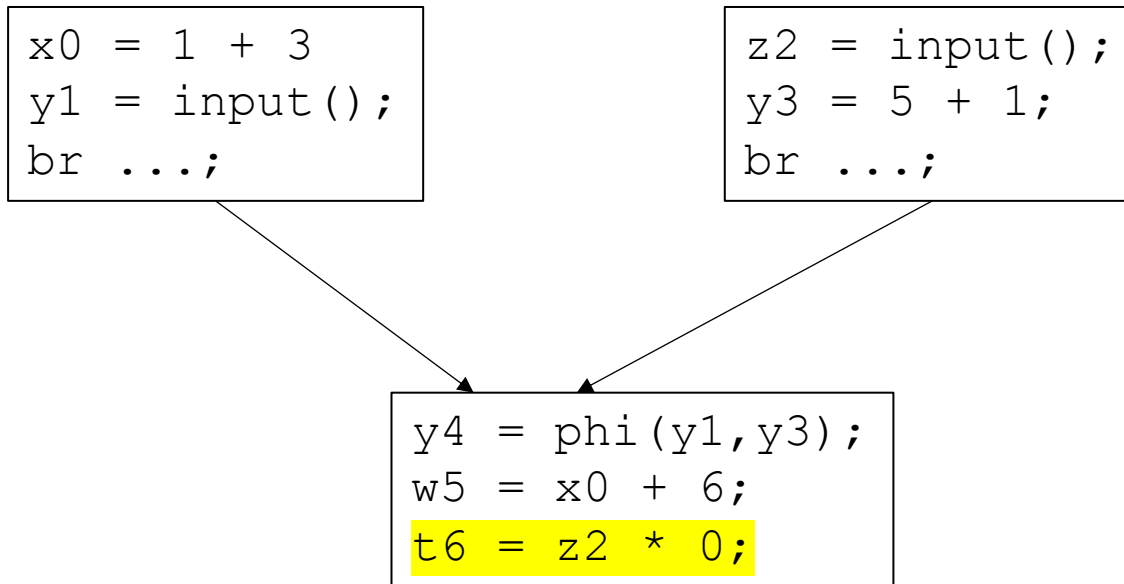 x0 = 1 + 3
y1 = input();
br ...;
z2 = input();
y3 = 5 + 1;
br ...;
y4 = phi(y1,y3);
w5 = x0 + 6;
t6 = z2 * 0;